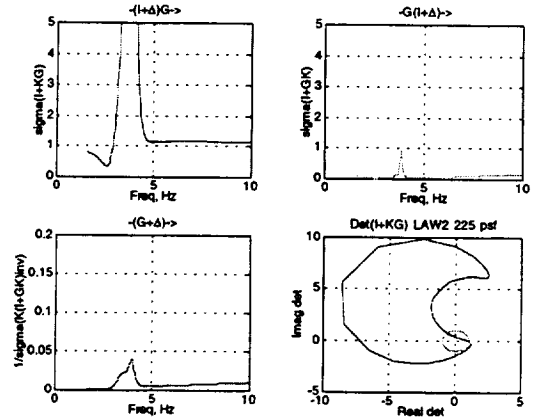 -(I+Δ)G->
5
4
3
2
1
0
sigma(I+KG)
0 5 10
Freq, Hz
-G(I+Δ)->
5
4
3
2
1
0
sigma(I+GK)
0 5 10
Freq, Hz
-(G+Δ)->
0.2
0.15
0.1
0.05
0
1/sigma(K(I+GK)inv)
0 5 10
Freq, Hz
Det(I+KG) LAW2 225 psf
10
5
0
-5
Imag det
-10 -5 0 5
Real det